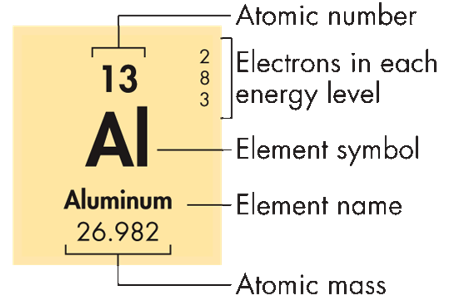 Atomic number
13
2
8
3
Electrons in each
energy level
Al
Element symbol
Aluminum
Element name
26.982
Atomic mass